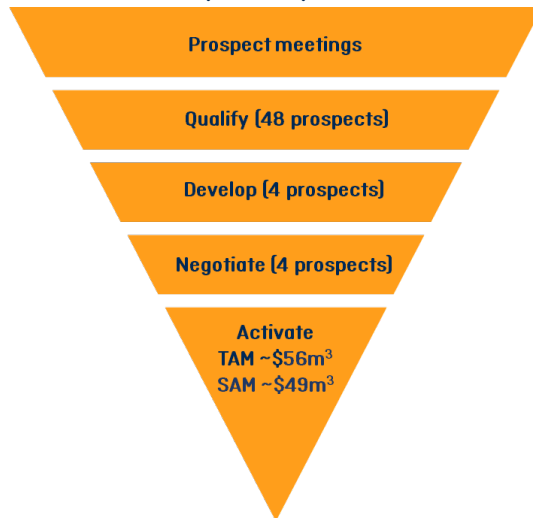 Prospect meetings
Qualify (48 prospects)
Develop (4 prospects)
Negotiate (4 prospects)
Activate
TAM ~$56m³
SAM ~$49m³